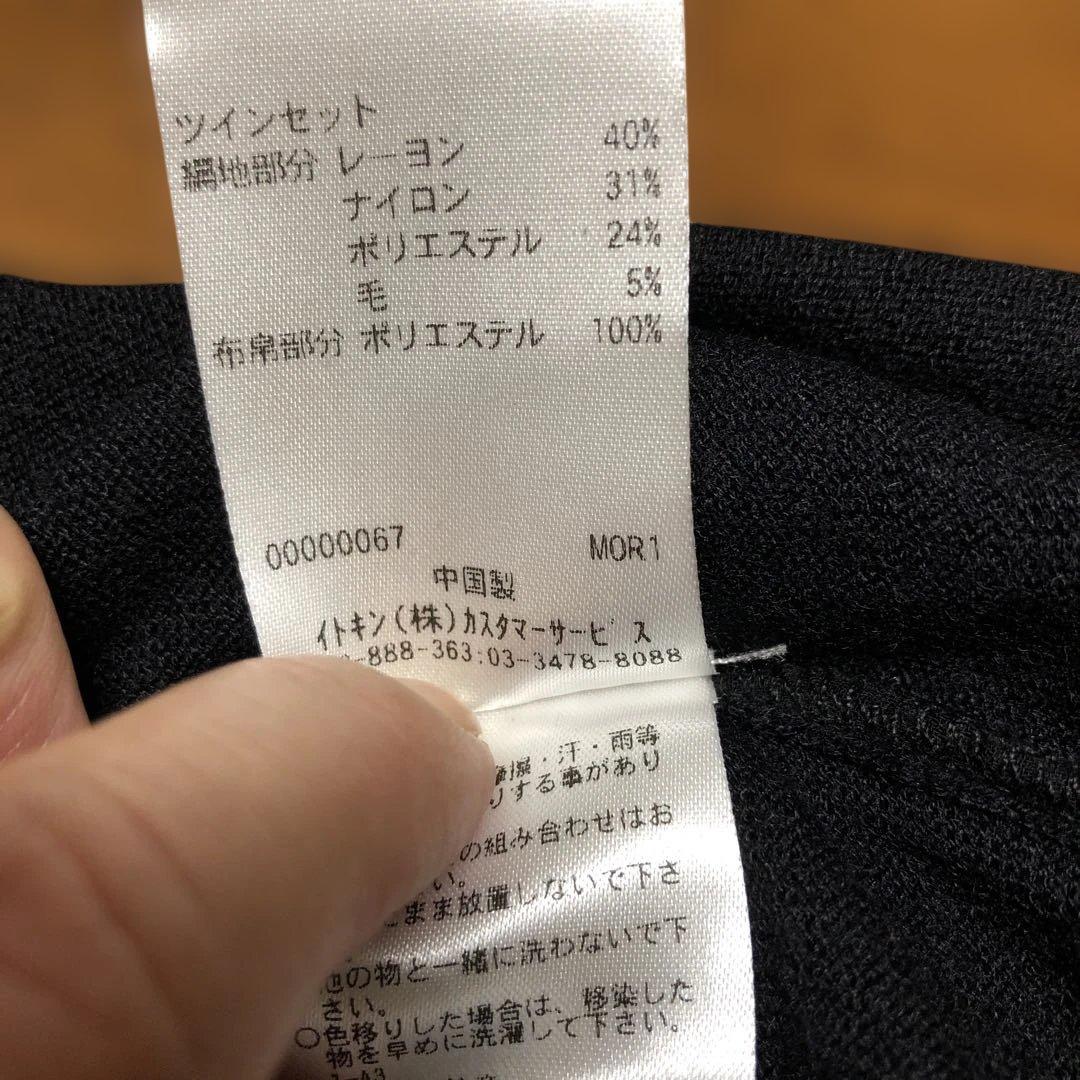 ツインセット
編地部分 レーヨン 40%
ナイロン 31%
ポリエステル 24%
毛 5%
布帛部分 ポリエステル 100%
00000067 MOR1
中国製
イトキン(株)カスタマーサービス
-888-363:03-3478-8088
・汗・雨等
りする事があり
の組み合わせはお
い。
まま放置しないで下さ
の物と一緒に洗わないで下
さい。
○色移りした場合は、移染した
物を早めに洗濯して下さい。